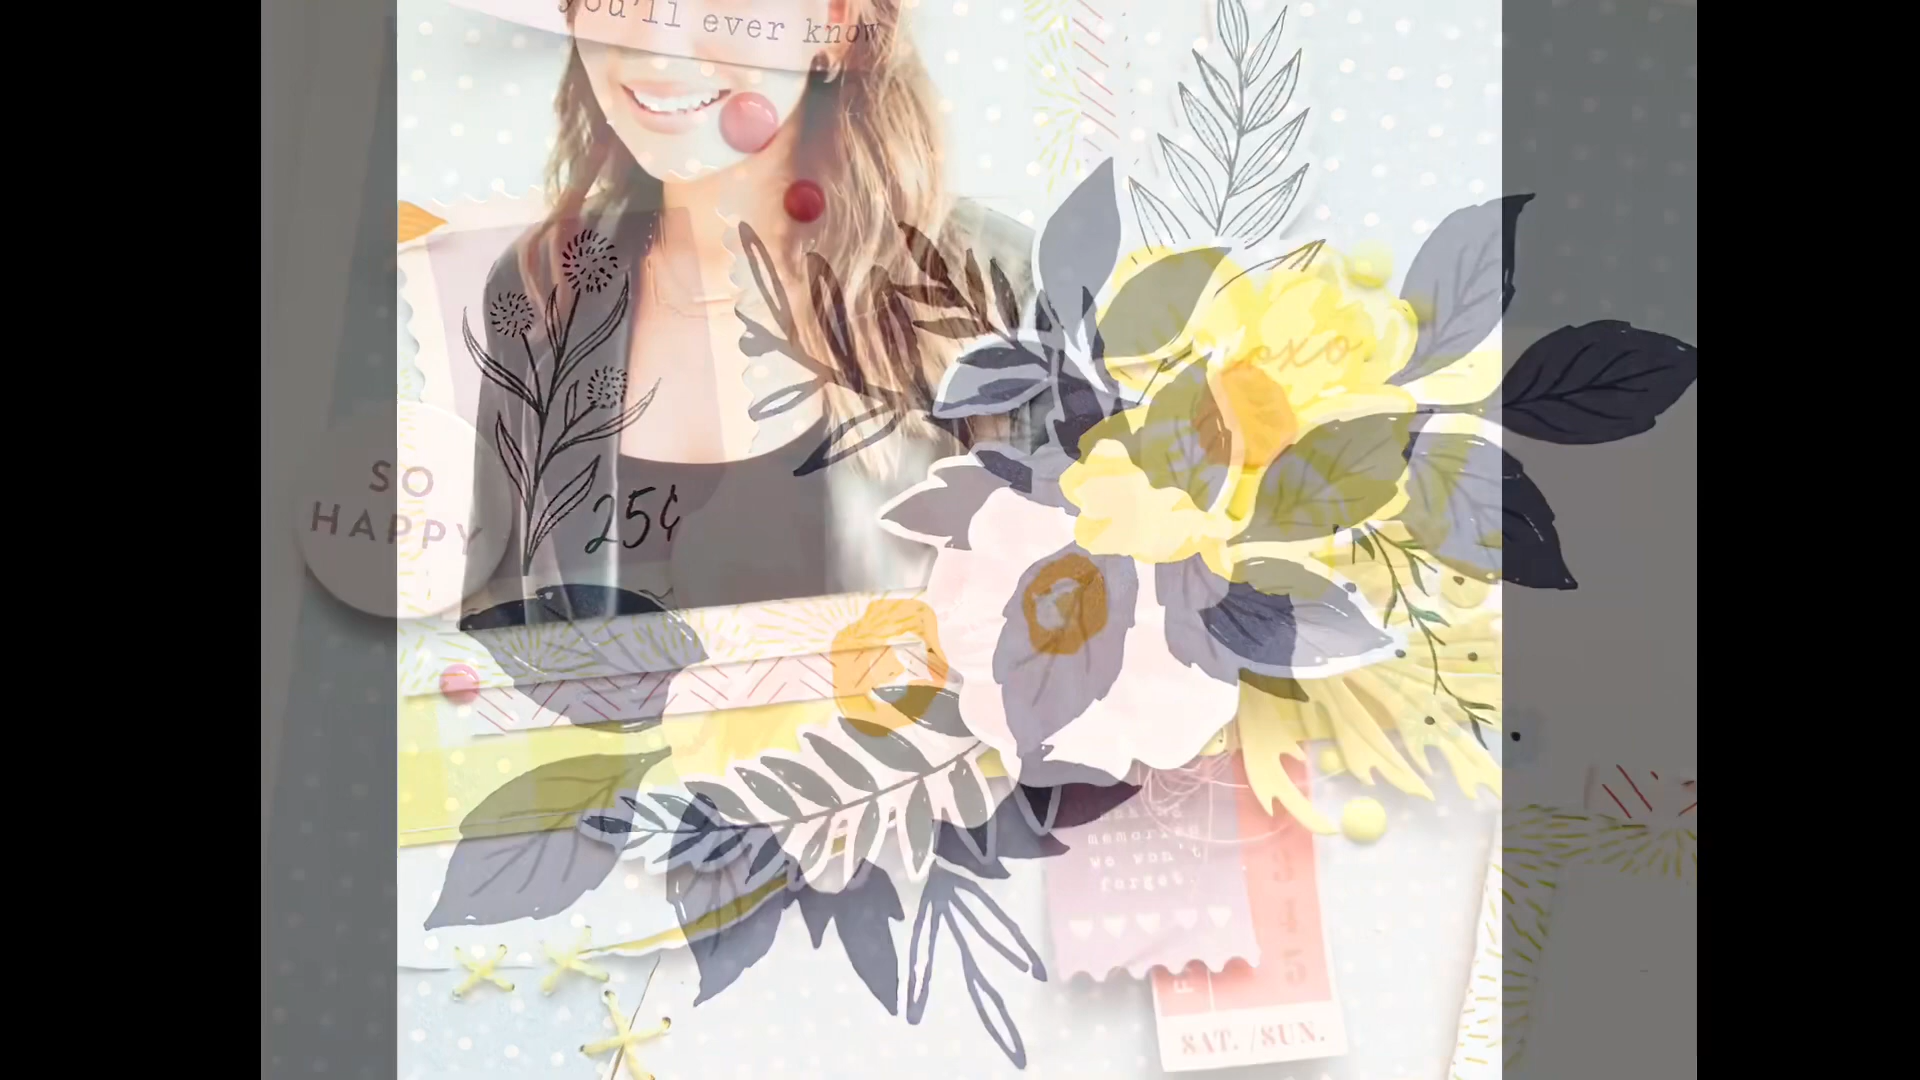 you'll ever know
xoxo
SO
HAPPY
25¢
memories
we won't
forget
SAT. /SUN.